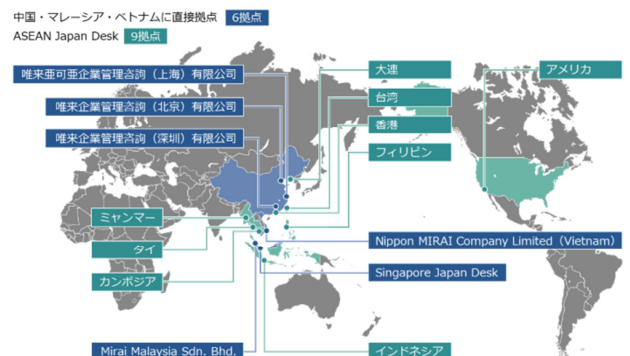 中国・マレーシア・ベトナムに直接拠点 6拠点
ASEAN Japan Desk 9拠点
唯来亜可亜企業管理咨詢（上海）有限公司
唯来企業管理咨詢（北京）有限公司
唯来企業管理咨詢（深圳）有限公司
大連
台湾
香港
フィリピン
アメリカ
ミャンマー
タイ
カンボジア
Nippon MIRAI Company Limited（Vietnam）
Singapore Japan Desk
Mirai Malaysia Sdn. Bhd.
インドネシア